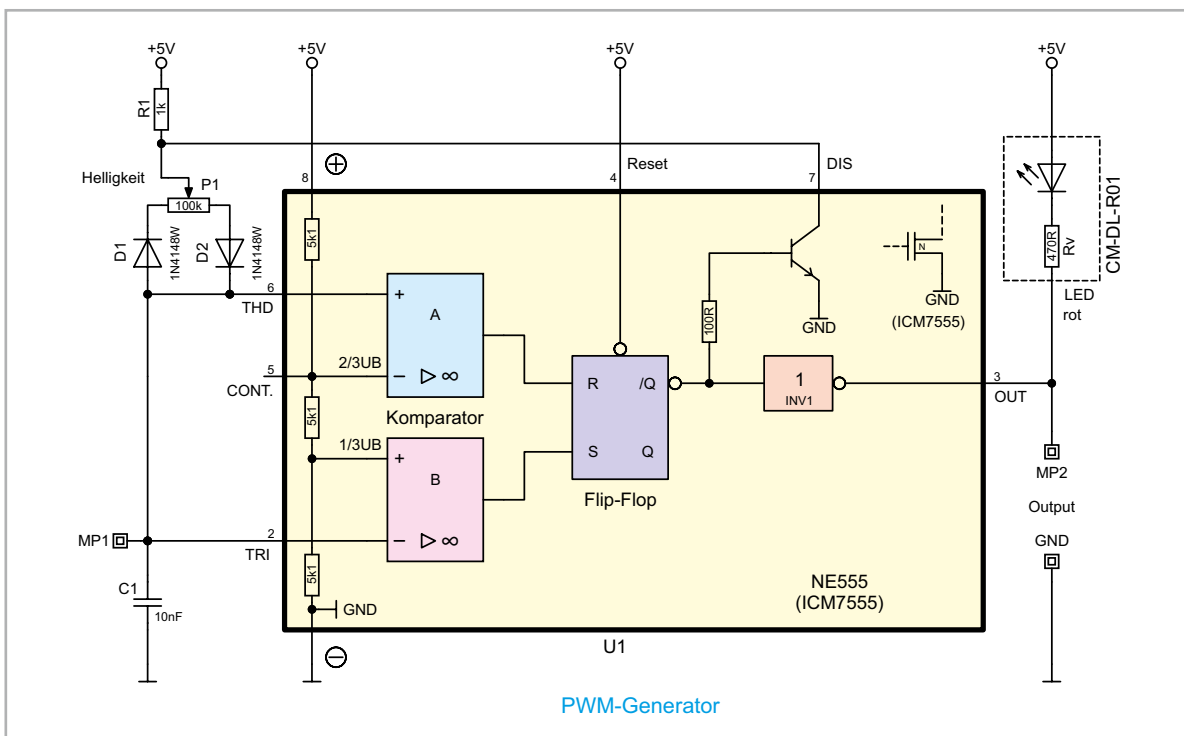 +5V
+5V
+5V
+5V
R1
1k
Helligkeit
P1
100k
D1
1N4148W
D2
1N4148W
8
Reset
4
DIS
7
5k1
6
THD
+
A
2/3UB
− ▷ ∞
5
CONT.
Komparator
5k1
1/3UB
+
B
− ▷ ∞
MP1
2
TRI
5k1
GND
C1
10nF
R
/Q
S
Q
Flip-Flop
100R
GND
N
GND
(ICM7555)
1
INV1
3
OUT
470R
Rv
CM-DL-R01
LED
rot
MP2
Output
GND
NE555
(ICM7555)
U1
PWM-Generator